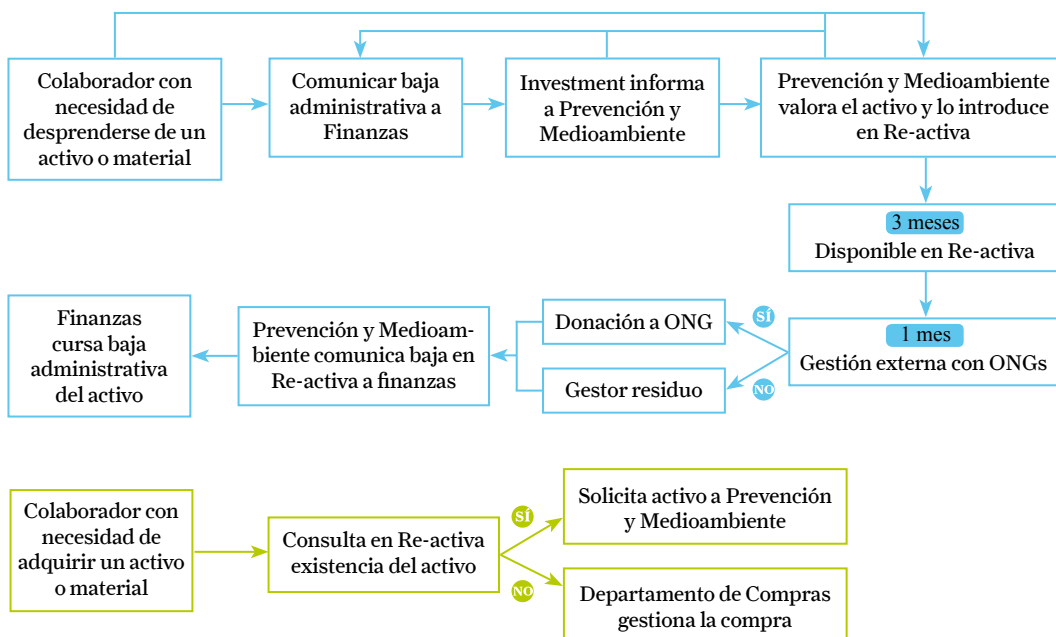 Colaborador con
necesidad de
desprenderse de un
activo o material
Comunicar baja
administrativa a
Finanzas
Investment informa
a Prevención y
Medioambiente
Prevención y Medioambiente
valora el activo y lo introduce
en Re-activa
3 meses
Disponible en Re-activa
1 mes
Gestión externa con ONGs
SÍ
Donación a ONG
NO
Gestor residuo
Prevención y Medioam-
biente comunica baja en
Re-activa a finanzas
Finanzas
cursa baja
administrativa
del activo
Colaborador con
necesidad de
adquirir un activo
o material
Consulta en Re-activa
existencia del activo
SÍ
Solicita activo a Prevención
y Medioambiente
NO
Departamento de Compras
gestiona la compra